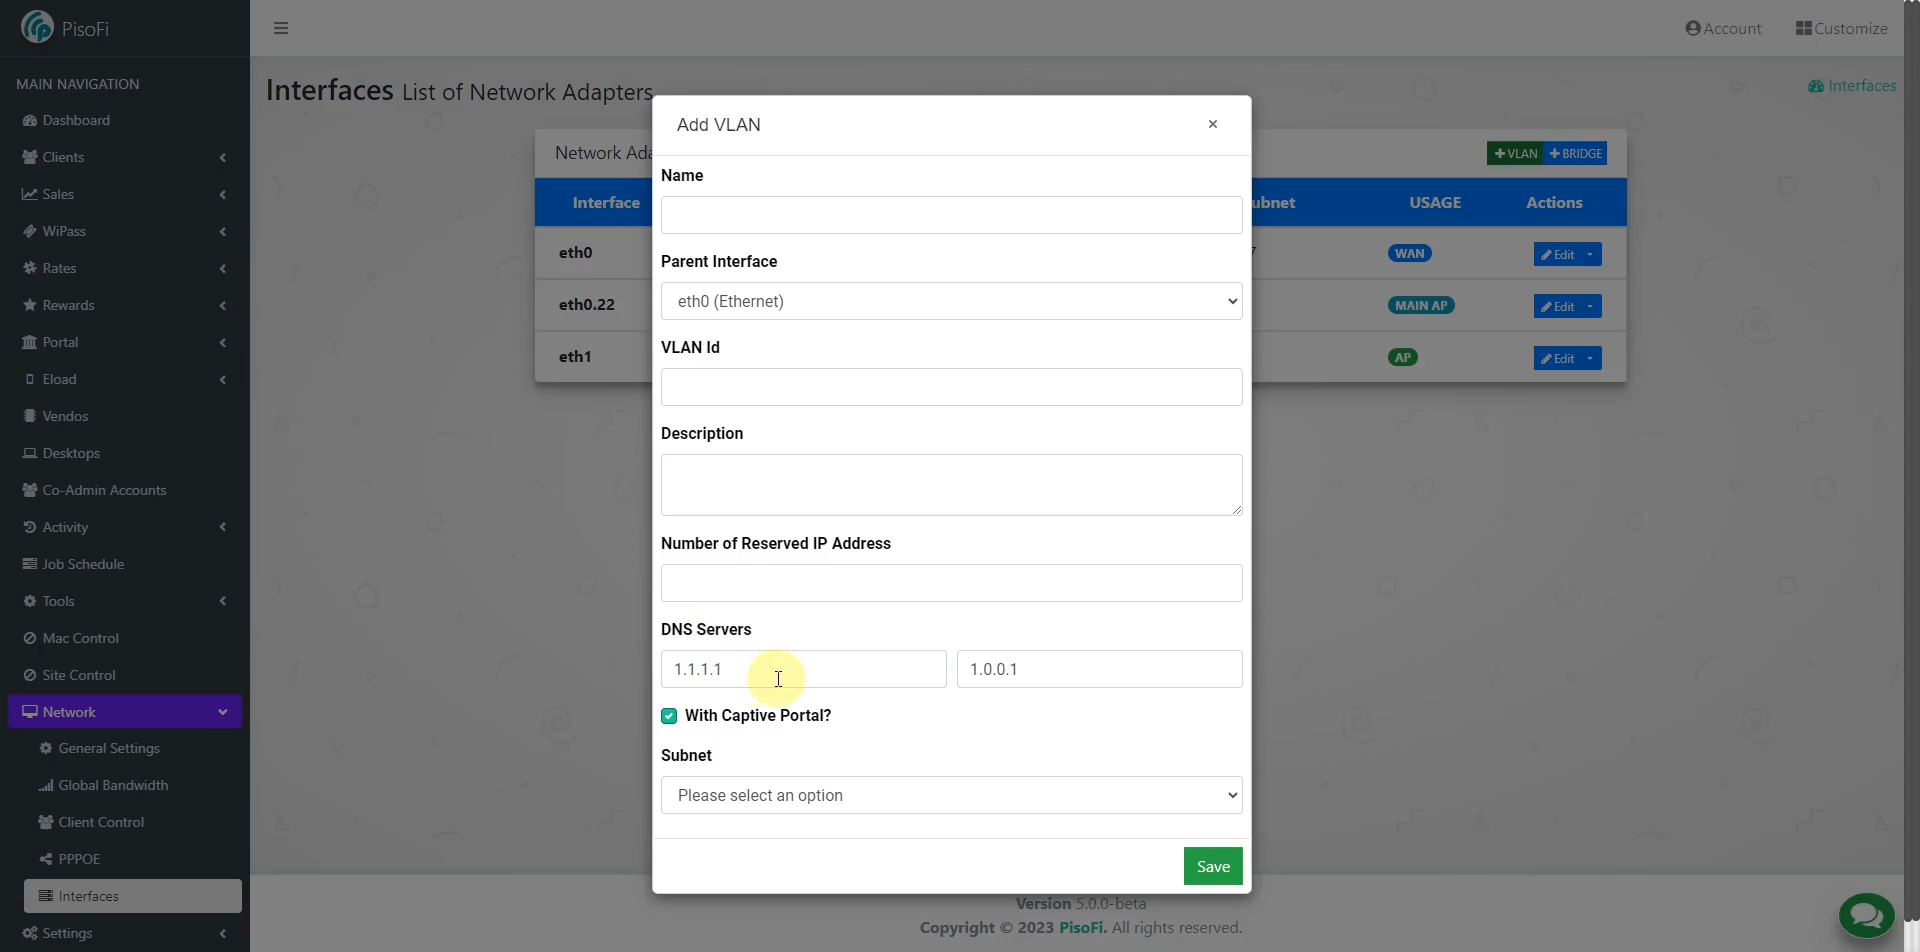 PisoFi
Account
Customize
MAIN NAVIGATION
Dashboard
Clients
Sales
WiPass
Rates
Rewards
Portal
Eload
Vendos
Desktops
Co-Admin Accounts
Activity
Job Schedule
Tools
Mac Control
Site Control
Network
General Settings
Global Bandwidth
Client Control
PPPOE
Interfaces
Settings
Interfaces List of Network Adapters
Interfaces
Network Ada
VLAN BRIDGE
Interface ubnet USAGE Actions
eth0 7 WAN Edit
eth0.22 MAIN AP Edit
eth1 AP Edit
Add VLAN ×
Name
Parent Interface
eth0 (Ethernet)
VLAN Id
Description
Number of Reserved IP Address
DNS Servers
1.1.1.1 1.0.0.1
With Captive Portal?
Subnet
Please select an option
Save
Version 5.0.0-beta
Copyright © 2023 PisoFi. All rights reserved.